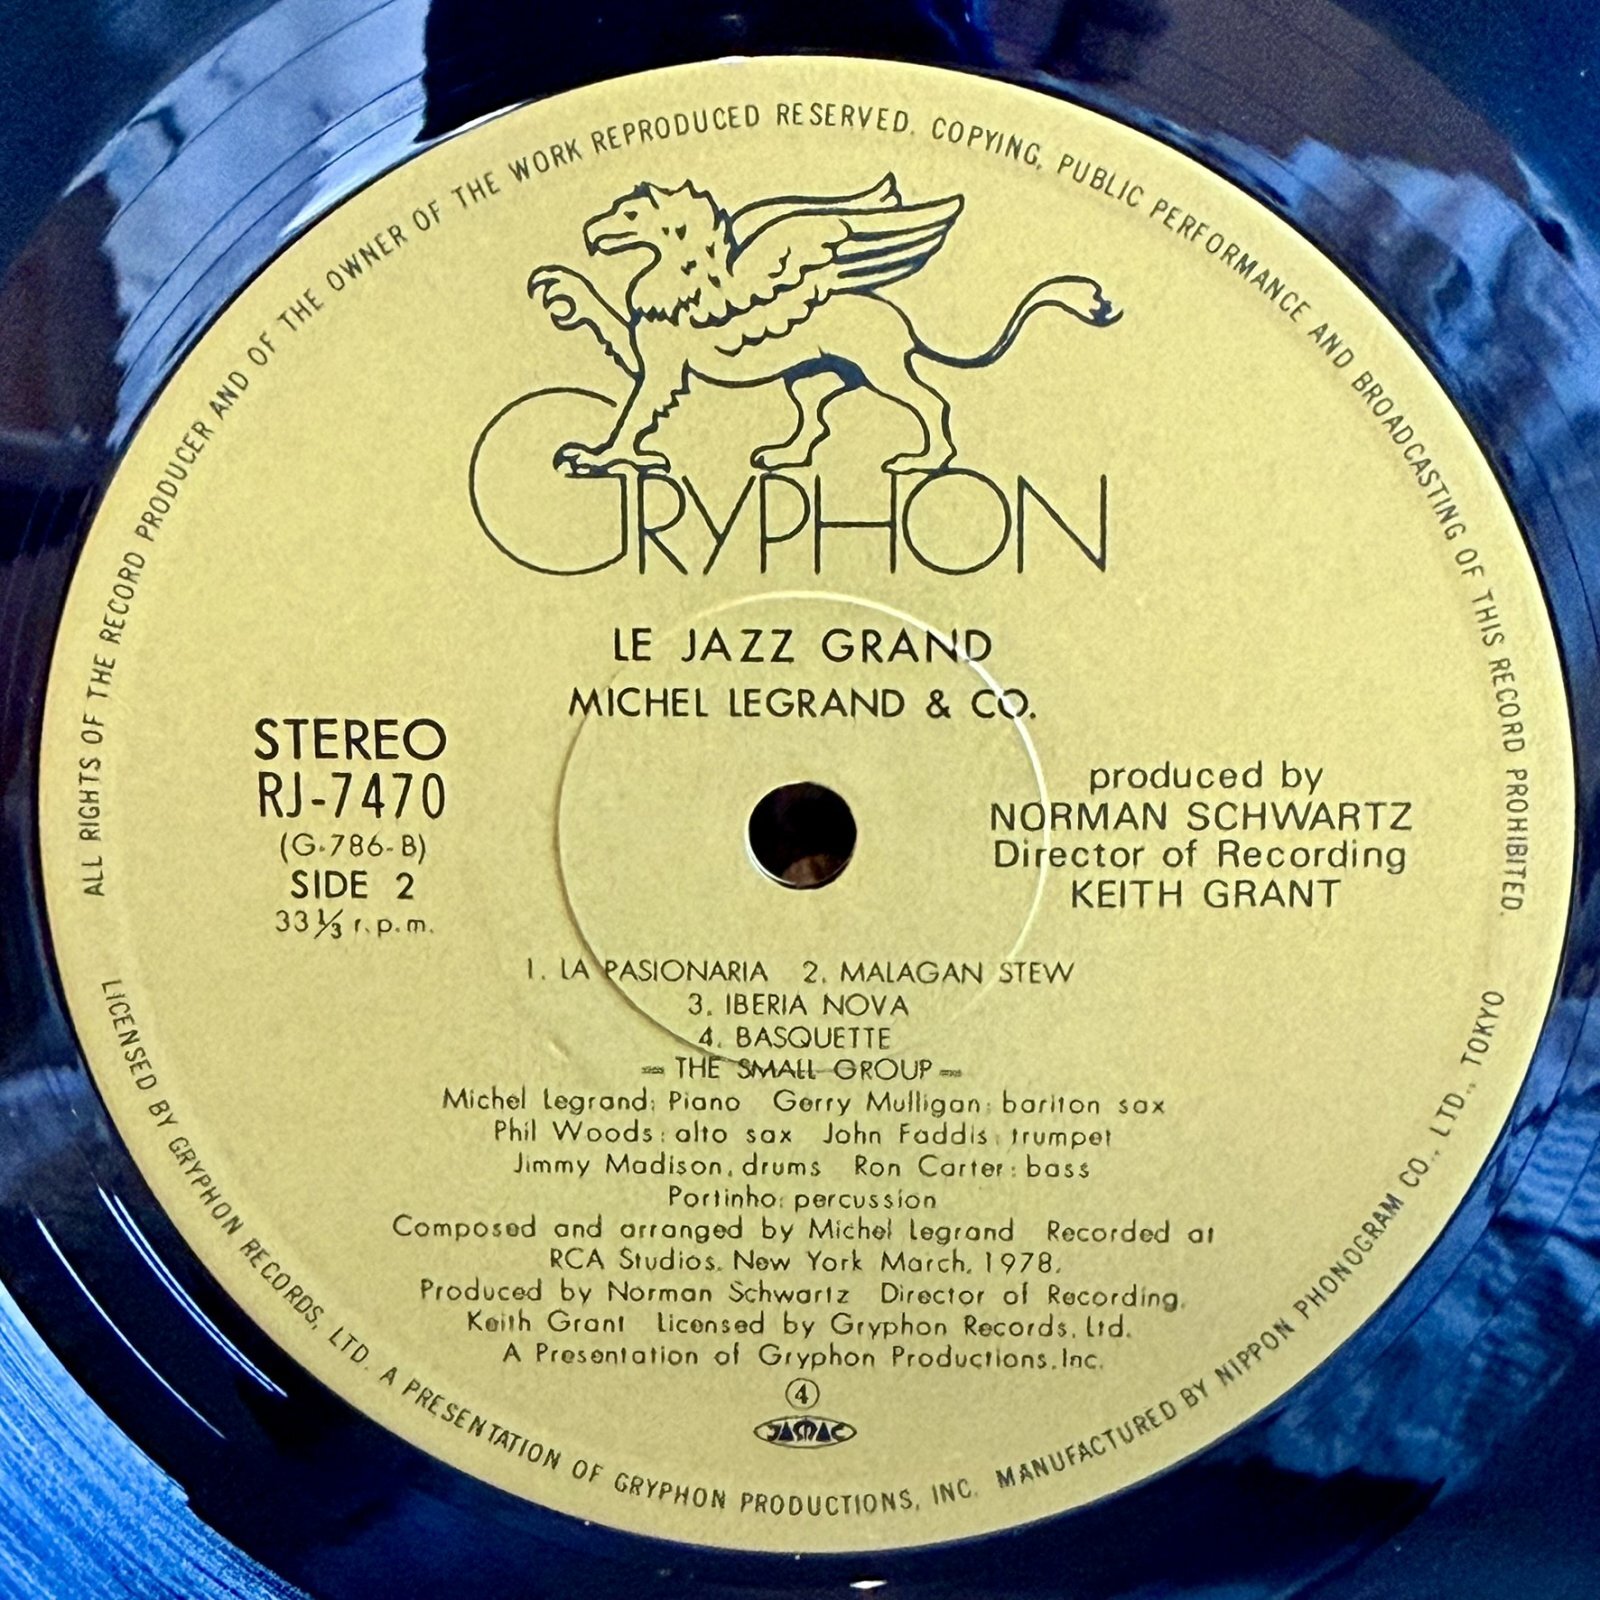 ALL RIGHTS OF THE RECORD PRODUCER AND OF THE OWNER OF THE WORK REPRODUCED RESERVED. COPYING, PUBLIC PERFORMANCE AND BROADCASTING OF THIS RECORD PROHIBITED.
GRYPHON
LE JAZZ GRAND
MICHEL LEGRAND & CO.
STEREO
RJ-7470
(G-786-B)
SIDE 2
33 1/3 r.p.m.
produced by
NORMAN SCHWARTZ
Director of Recording
KEITH GRANT
1. LA PASIONARIA 2. MALAGAN STEW
3. IBERIA NOVA
4. BASQUETTE
= THE SMALL GROUP =
Michel Legrand: Piano Gerry Mulligan: bariton sax
Phil Woods: alto sax John Faddis: trumpet
Jimmy Madison, drums Ron Carter: bass
Portinho: percussion
Composed and arranged by Michel Legrand Recorded at
RCA Studios, New York March, 1978.
Produced by Norman Schwartz Director of Recording,
Keith Grant Licensed by Gryphon Records, Ltd.
A Presentation of Gryphon Productions, Inc.
④
JASRAC
LICENSED BY GRYPHON RECORDS, LTD. A PRESENTATION OF GRYPHON PRODUCTIONS, INC. MANUFACTURED BY NIPPON PHONOGRAM CO., LTD., TOKYO